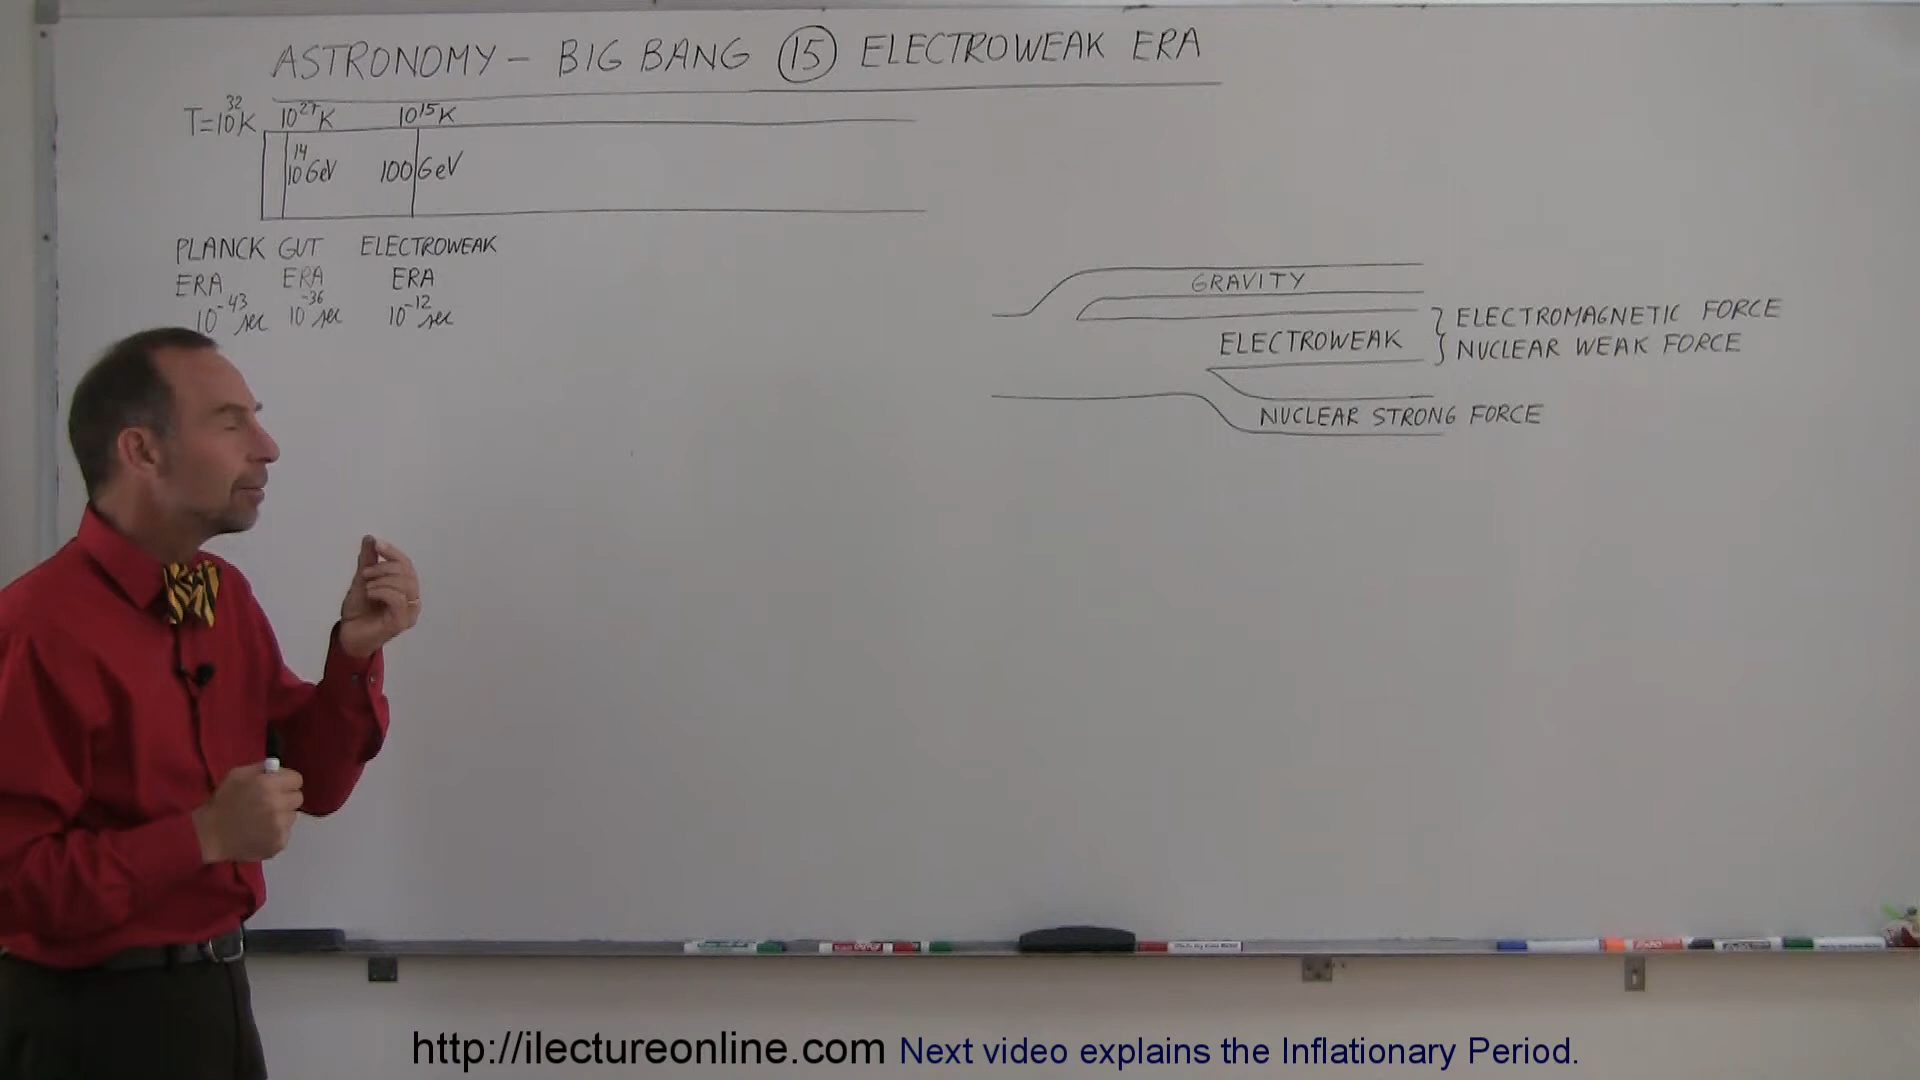 ASTRONOMY – BIG BANG 15 ELECTROWEAK ERA
T=10³²K 10²⁷K 10¹⁵K
10¹⁴GeV 100GeV
PLANCK ERA 10⁻⁴³ sec
GUT ERA 10⁻³⁶ sec
ELECTROWEAK ERA 10⁻¹² sec
GRAVITY
ELECTROWEAK } ELECTROMAGNETIC FORCE
NUCLEAR WEAK FORCE
NUCLEAR STRONG FORCE
http://ilectureonline.com Next video explains the Inflationary Period.